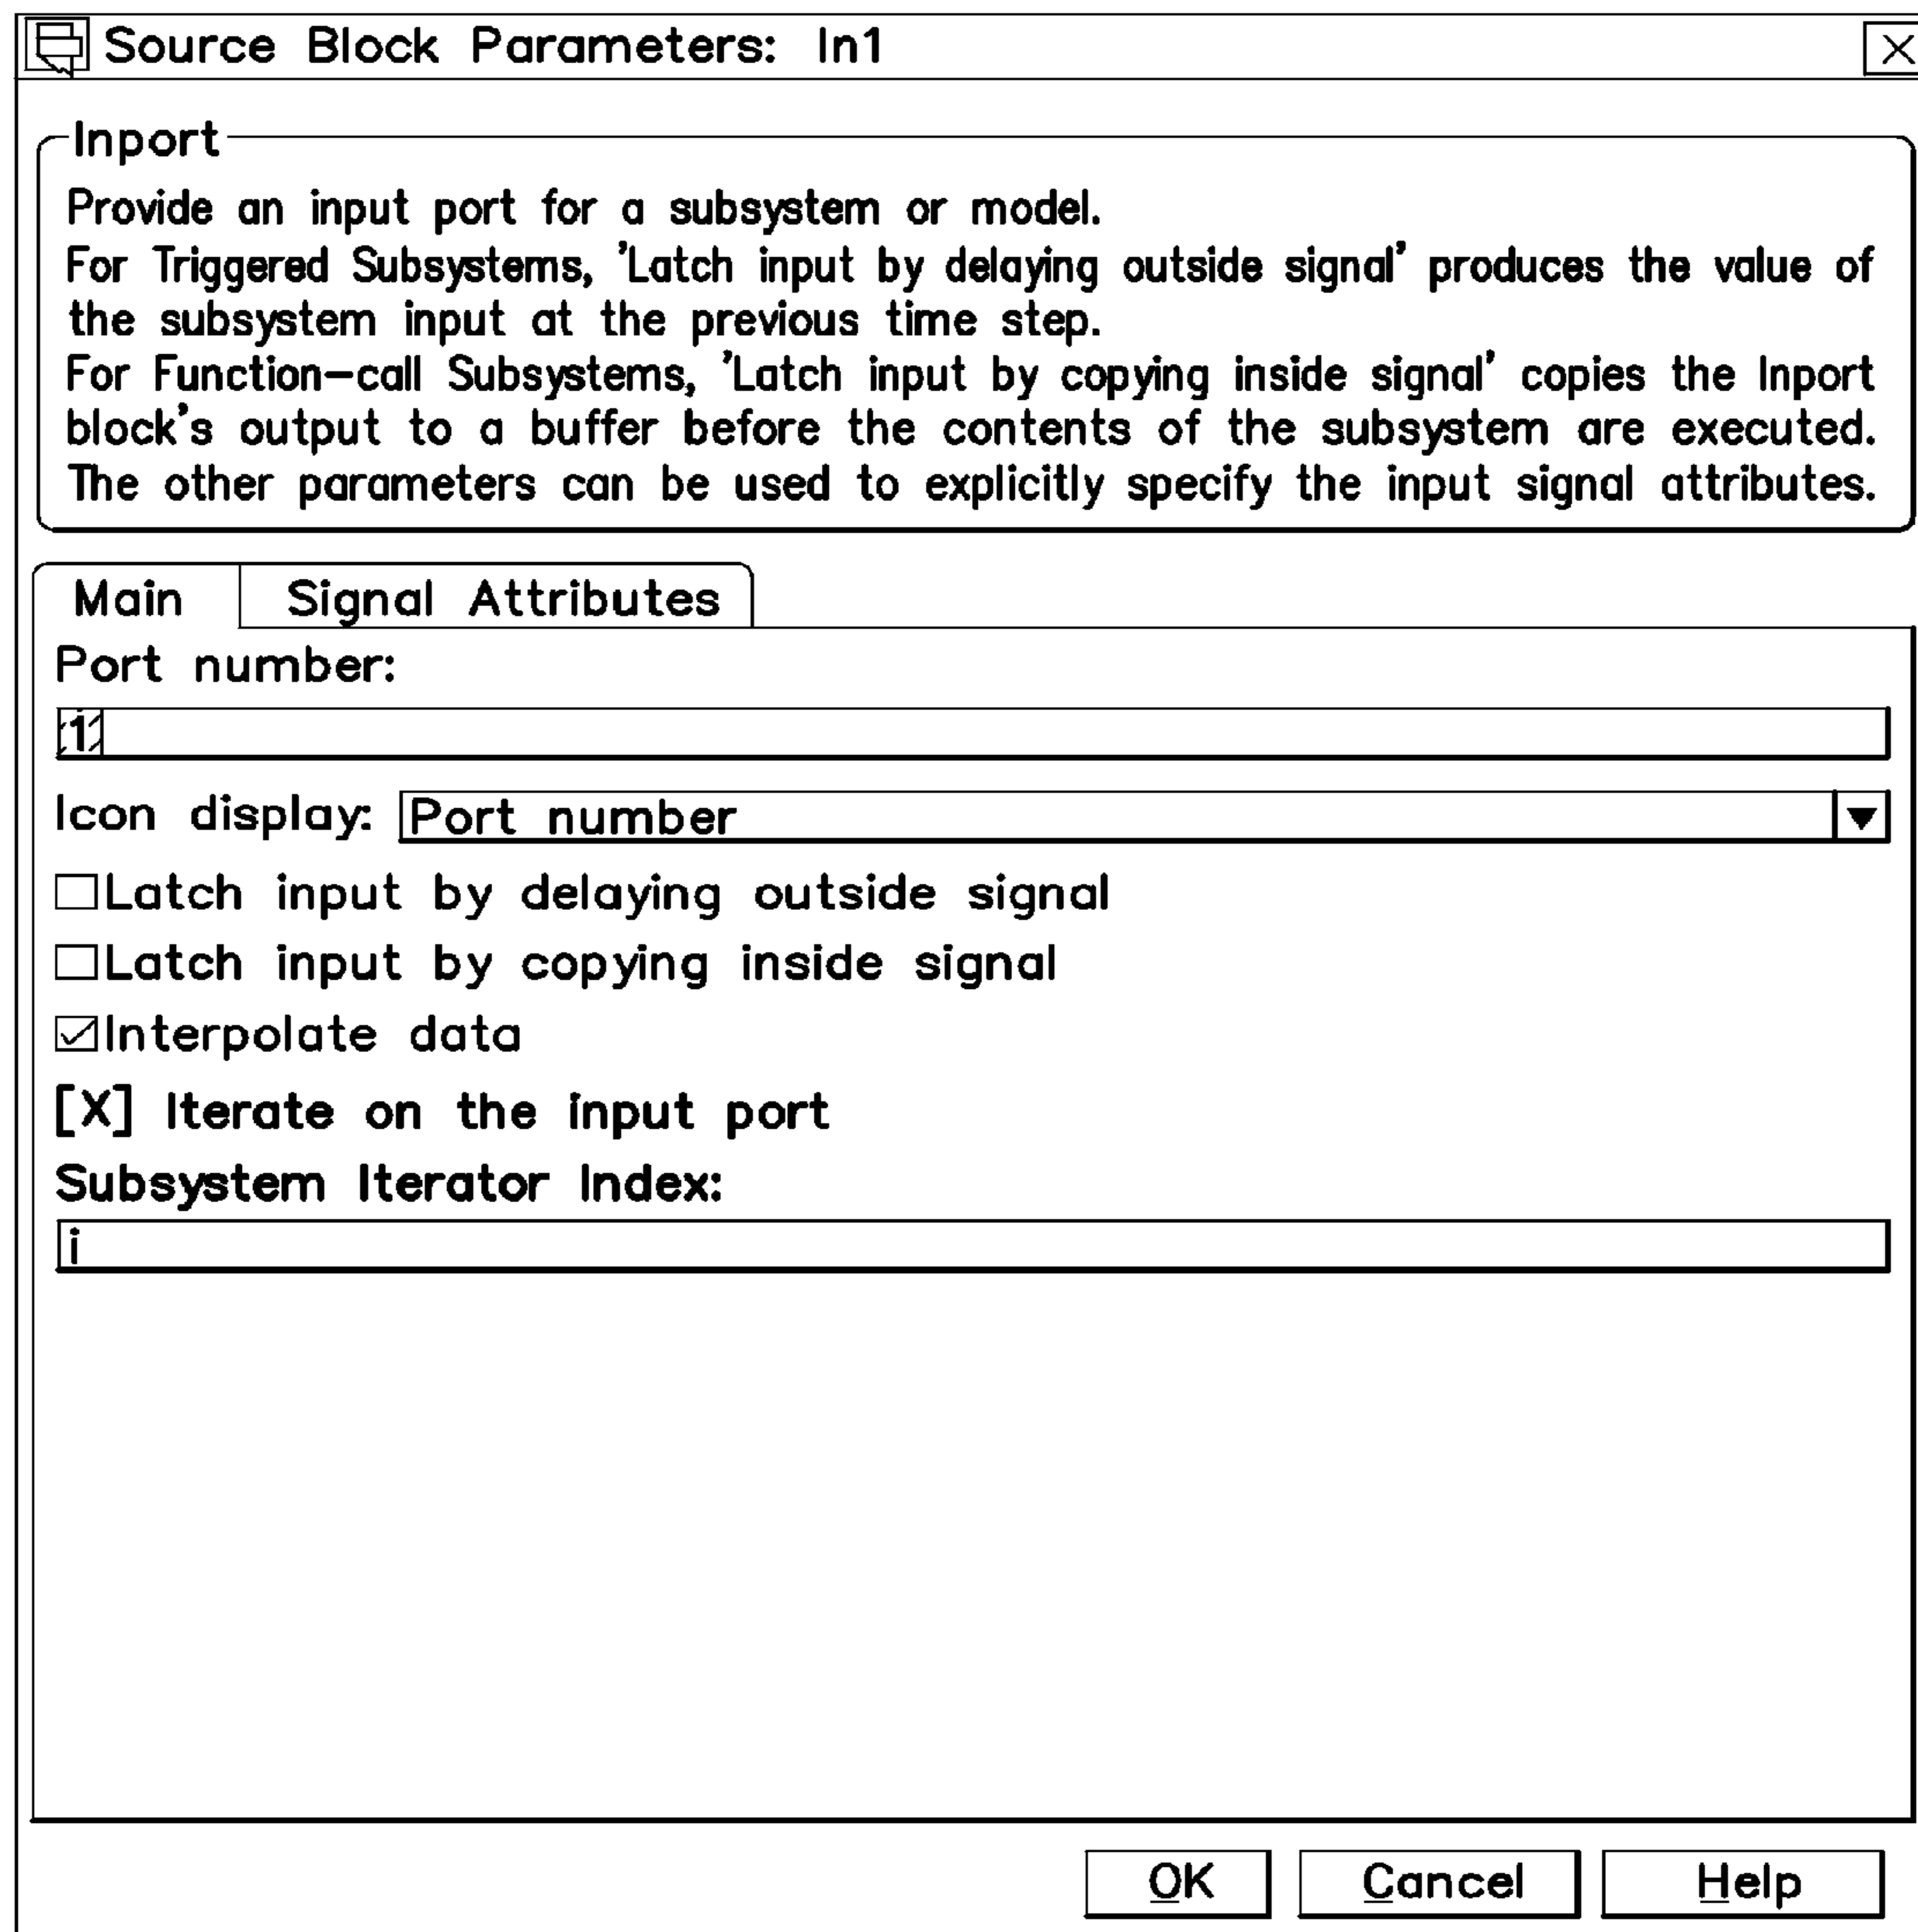 Source Block Parameters: In1
Inport
Provide an input port for a subsystem or model.
For Triggered Subsystems, 'Latch input by delaying outside signal' produces the value of
the subsystem input at the previous time step.
For Function-call Subsystems, 'Latch input by copying inside signal' copies the Inport
block's output to a buffer before the contents of the subsystem are executed.
The other parameters can be used to explicitly specify the input signal attributes.
Main Signal Attributes
Port number:
1
Icon display: Port number
Latch input by delaying outside signal
Latch input by copying inside signal
Interpolate data
[X] Iterate on the input port
Subsystem Iterator Index:
i
OK Cancel Help